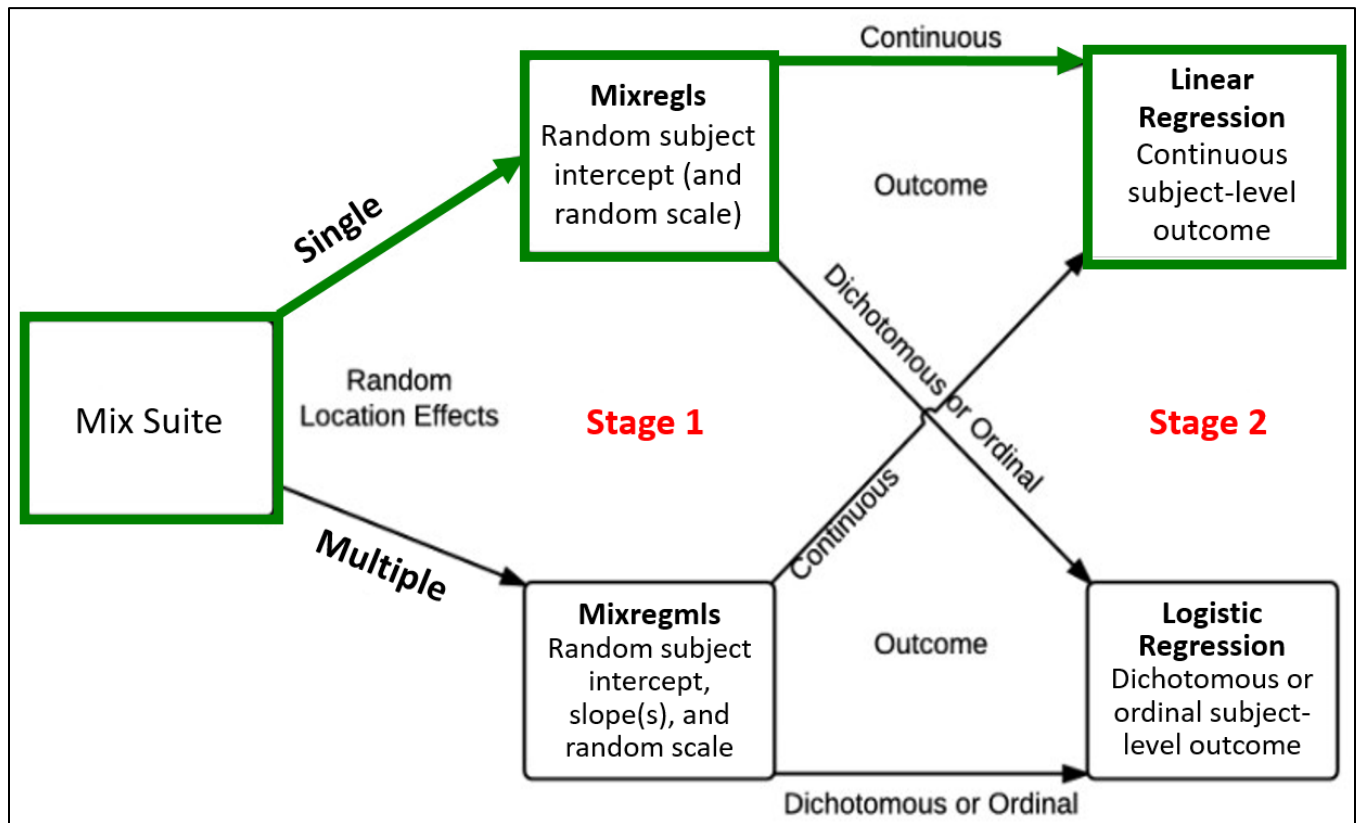 Continuous
Mixregls
Random subject
intercept (and
random scale)
Linear
Regression
Continuous
subject-level
outcome
Outcome
Single
Dichotomous or Ordinal
Mix Suite
Random
Location Effects
Stage 1
Stage 2
Continuous
Multiple
Mixregmls
Random subject
intercept,
slope(s), and
random scale
Outcome
Logistic
Regression
Dichotomous or
ordinal subject-
level outcome
Dichotomous or Ordinal